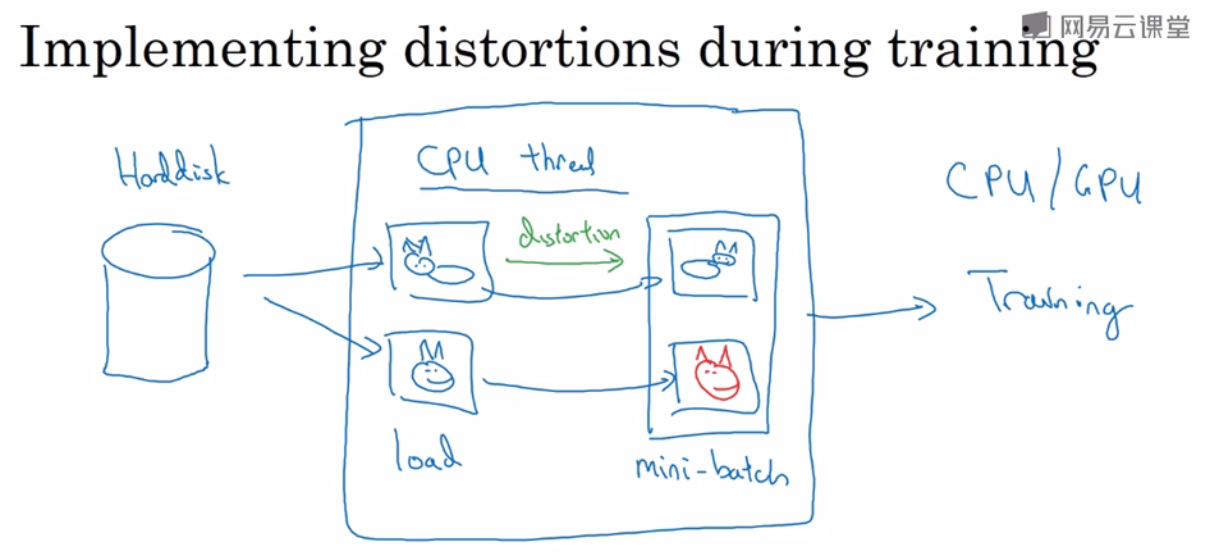 Implementing distortions during training
网易云课堂
Harddisk
CPU thread
CPU/GPU
distortion
Training
load
mini-batch